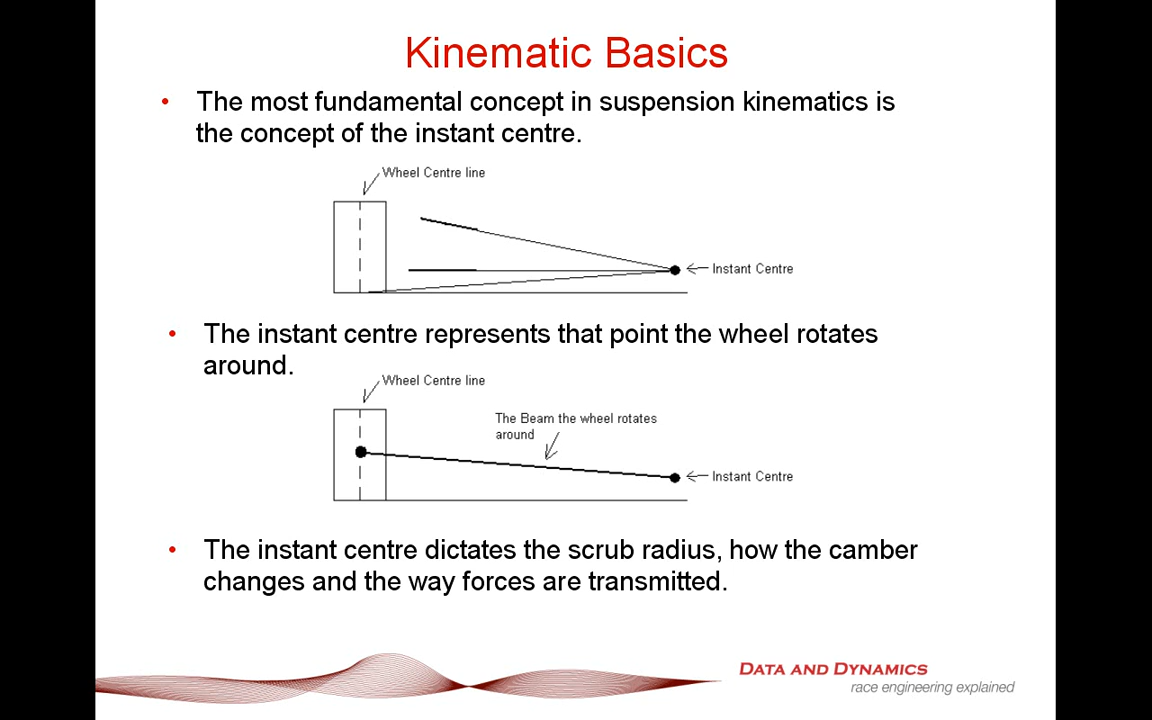 Kinematic Basics
• The most fundamental concept in suspension kinematics is
the concept of the instant centre.
Wheel Centre line
Instant Centre
• The instant centre represents that point the wheel rotates
around.
Wheel Centre line
The Beam the wheel rotates
around
Instant Centre
• The instant centre dictates the scrub radius, how the camber
changes and the way forces are transmitted.
DATA AND DYNAMICS
race engineering explained